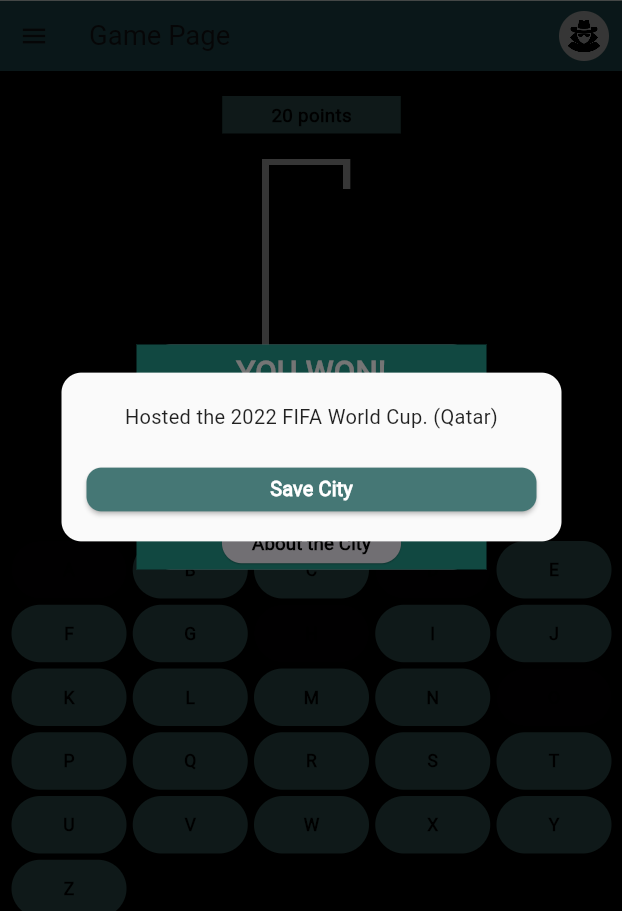 Game Page
20 points
YOU WON!
Hosted the 2022 FIFA World Cup. (Qatar)
Save City
About the City
B C E
F G I J
K L M N
P Q R S T
U V W X Y
Z